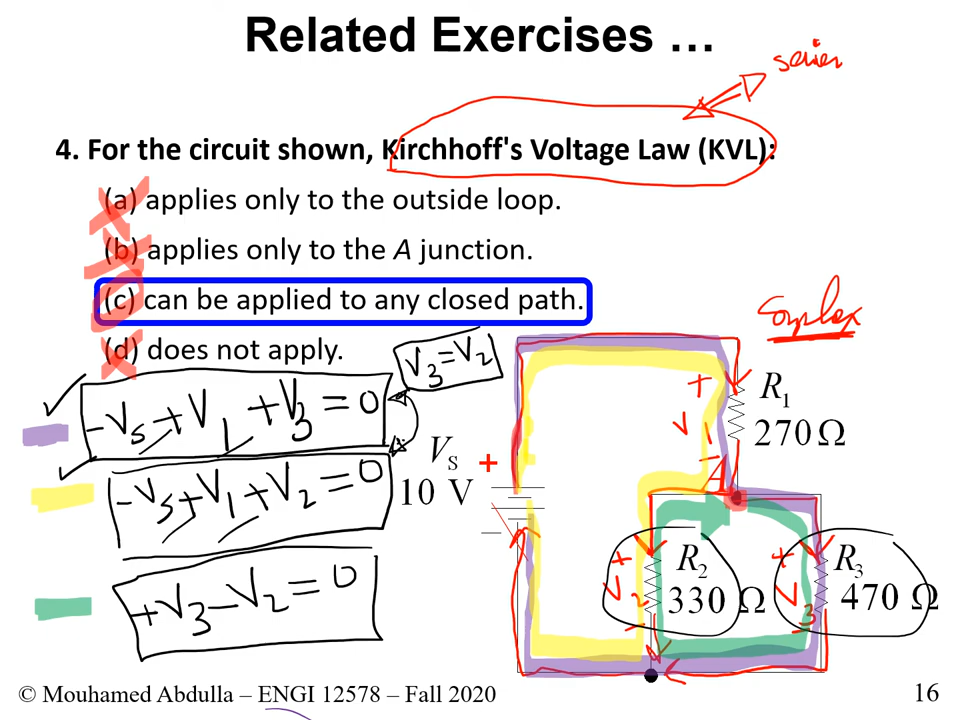 Related Exercises ...
series
4. For the circuit shown, Kirchhoff's Voltage Law (KVL):
(a) applies only to the outside loop.
(b) applies only to the A junction.
(c) can be applied to any closed path.
(d) does not apply.
Complex
V3=V2
-Vs+V1+V3=0
-Vs+V1+V2=0
+V3-V2=0
VS
+
10 V
+
V1
-
R1
270 Ω
A
+
V2
-
R2
330 Ω
+
V3
-
R3
470 Ω
© Mouhamed Abdulla – ENGI 12578 – Fall 2020
16